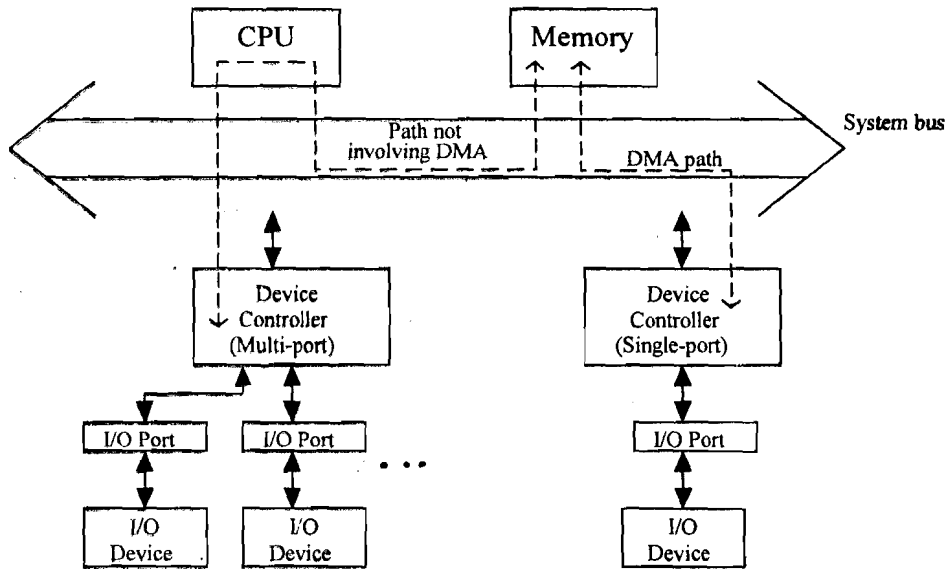 CPU
Memory
System bus
Path not
involving DMA
DMA path
Device
Controller
(Multi-port)
Device
Controller
(Single-port)
I/O Port
I/O Port
I/O Port
I/O
Device
I/O
Device
I/O
Device